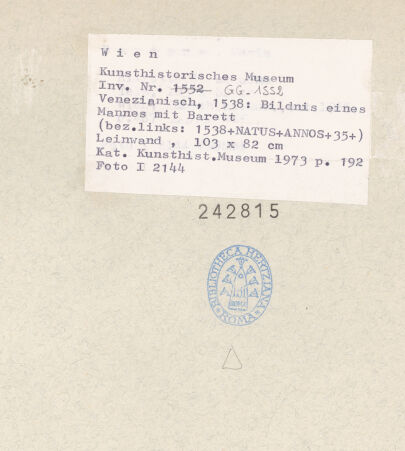 W i e n
Kunsthistorisches Museum
Inv. Nr. 1552 GG-1552
Venezianisch, 1538: Bildnis eines
Mannes mit Barett
(bez.links: 1538+NATUS+ANNOS+35+)
Leinwand , 103 x 82 cm
Kat. Kunsthist.Museum 1973 p. 192
Foto I 2144
242815
BIBLIOTHECA HERTZIANA
ROMA